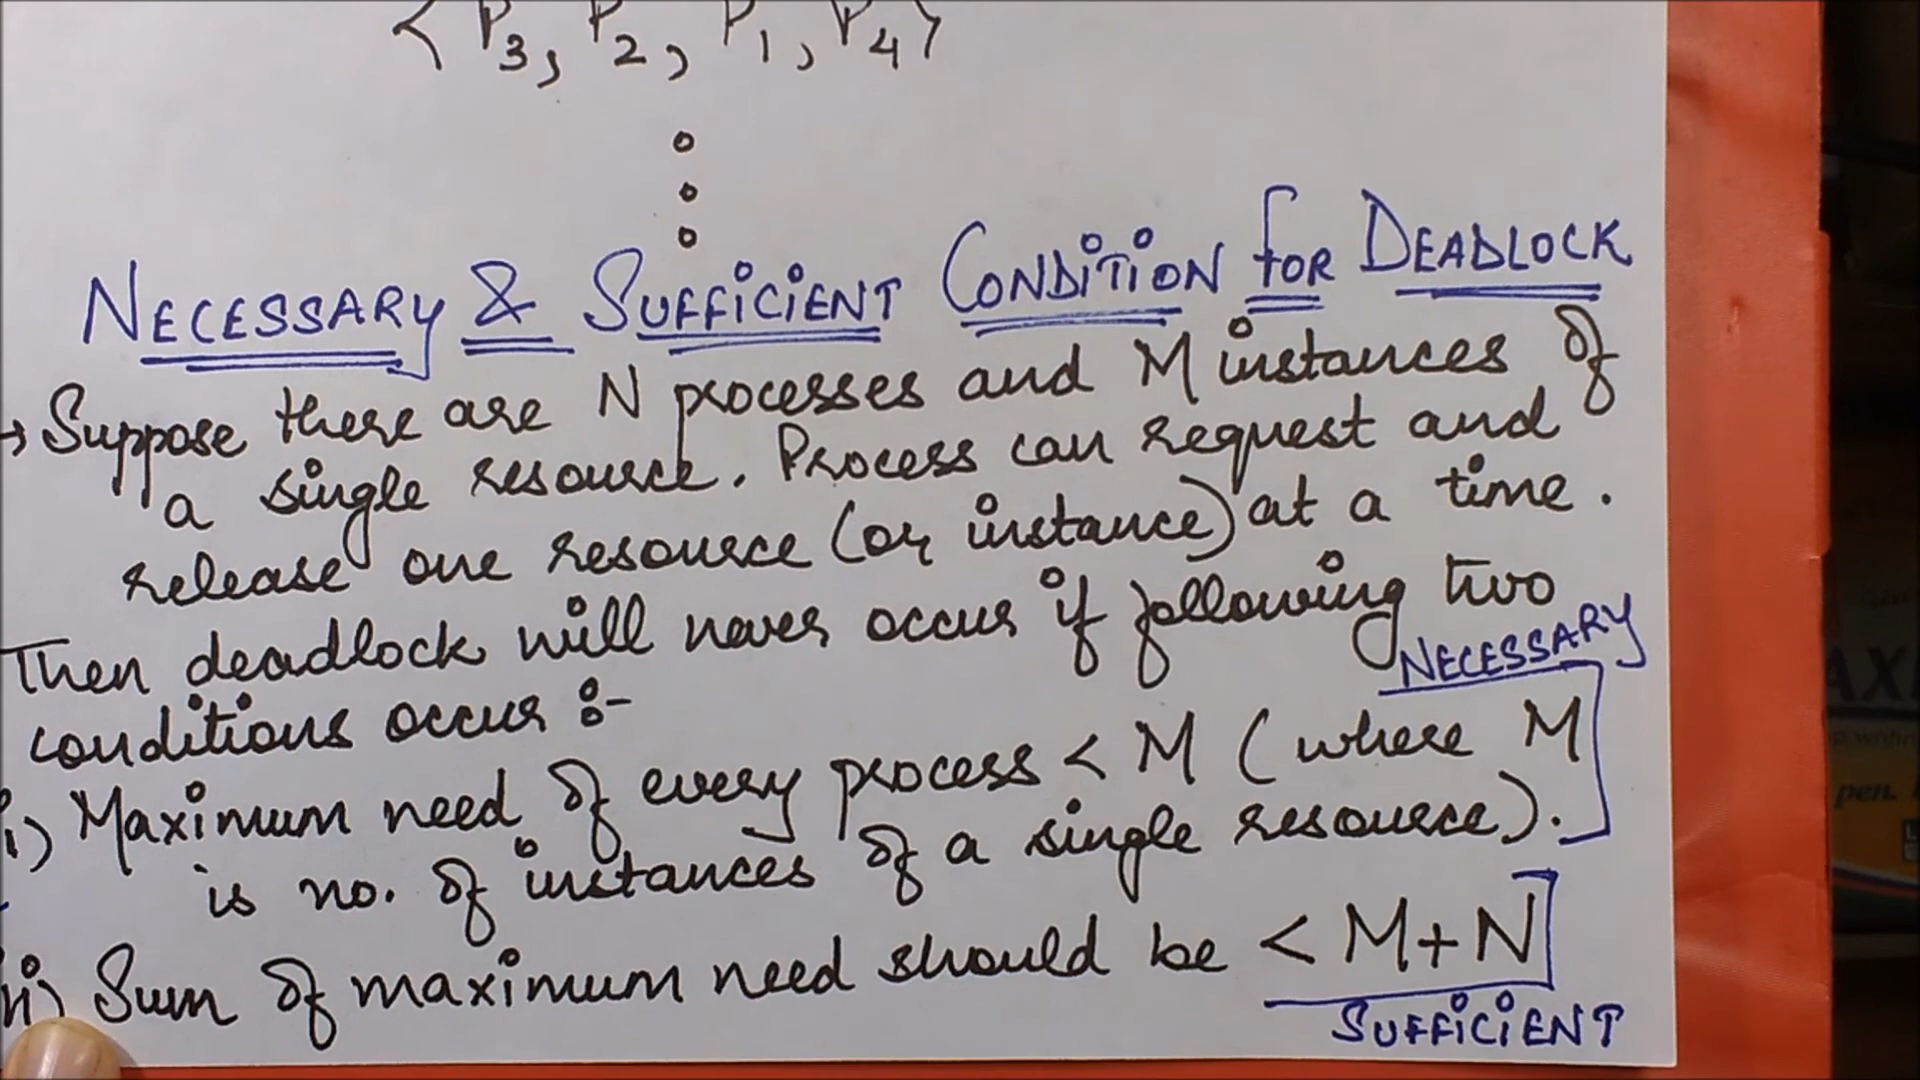 < P3, P2, P1, P4 >
NECESSARY & SUFFICIENT CONDITION FOR DEADLOCK
→ Suppose there are N processes and M instances of
a single resource. Process can request and
release one resource (or instance) at a time.
Then deadlock will never occur if following two
conditions occur :-
NECESSARY
i) Maximum need of every process < M (where M
is no. of instances of a single resource).
ii) Sum of maximum need should be < M+N
SUFFICIENT
pen.